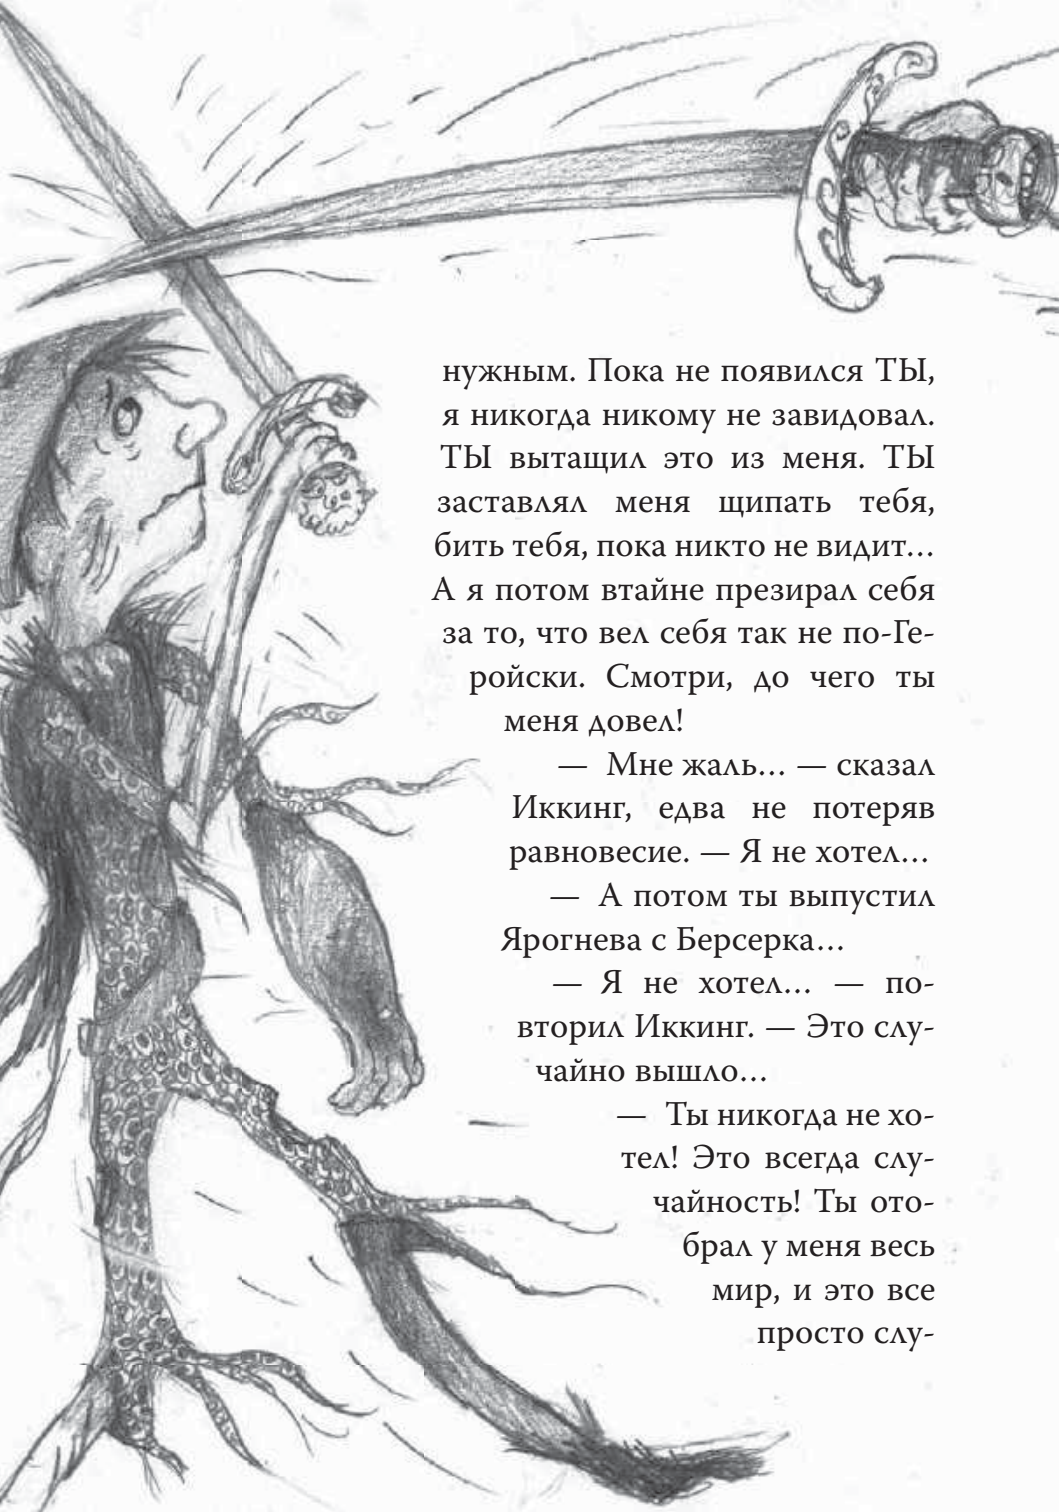 нужным. Пока не появился ТЫ,
я никогда никому не завидовал.
ТЫ вытащил это из меня. ТЫ
заставлял меня щипать тебя,
бить тебя, пока никто не видит…
А я потом втайне презирал себя
за то, что вел себя так не по-Ге-
ройски. Смотри, до чего ты
меня довел!
— Мне жаль… — сказал
Иккинг, едва не потеряв
равновесие. — Я не хотел…
— А потом ты выпустил
Ярогнева с Берсерка…
— Я не хотел… — по-
вторил Иккинг. — Это слу-
чайно вышло…
— Ты никогда не хо-
тел! Это всегда слу-
чайность! Ты ото-
брал у меня весь
мир, и это все
просто слу-